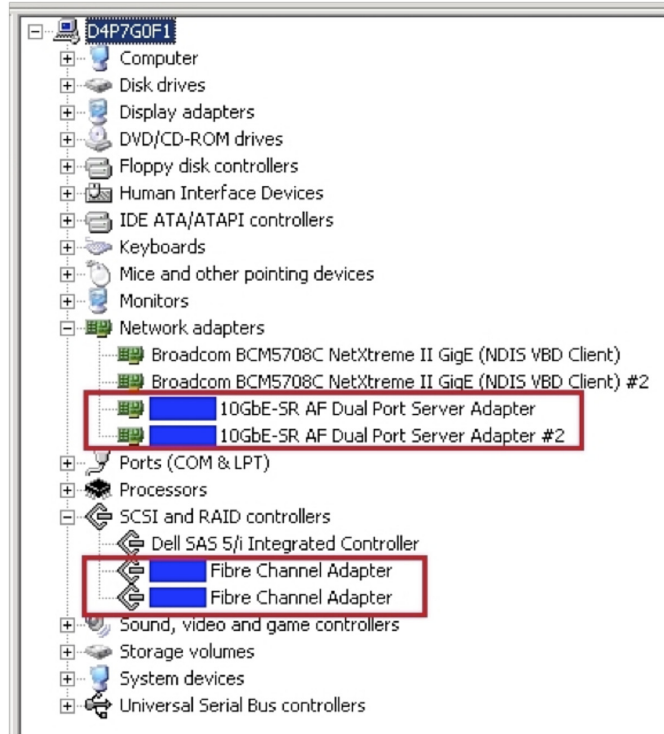 D4P7G0F1
Computer
Disk drives
Display adapters
DVD/CD-ROM drives
Floppy disk controllers
Human Interface Devices
IDE ATA/ATAPI controllers
Keyboards
Mice and other pointing devices
Monitors
Network adapters
Broadcom BCM5708C NetXtreme II GigE (NDIS VBD Client)
Broadcom BCM5708C NetXtreme II GigE (NDIS VBD Client) #2
10GbE-SR AF Dual Port Server Adapter
10GbE-SR AF Dual Port Server Adapter #2
Ports (COM & LPT)
Processors
SCSI and RAID controllers
Dell SAS 5/i Integrated Controller
Fibre Channel Adapter
Fibre Channel Adapter
Sound, video and game controllers
Storage volumes
System devices
Universal Serial Bus controllers